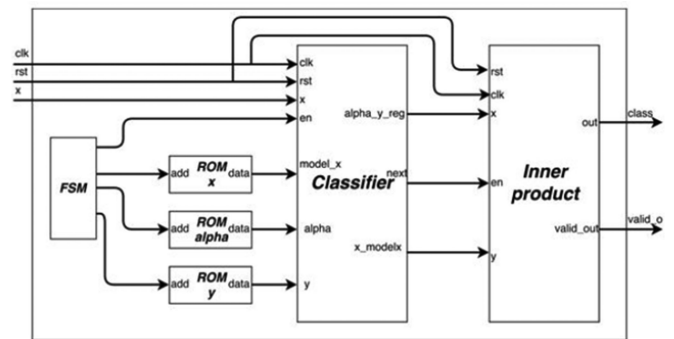 clk
rst
x
FSM
add
ROM
x
data
add
ROM
alpha
data
add
ROM
y
data
clk
rst
x
en
model_x
alpha
y
Classifier
alpha_y_reg
next
x_modelx
rst
clk
x
en
y
Inner
product
out
valid_out
class
valid_o